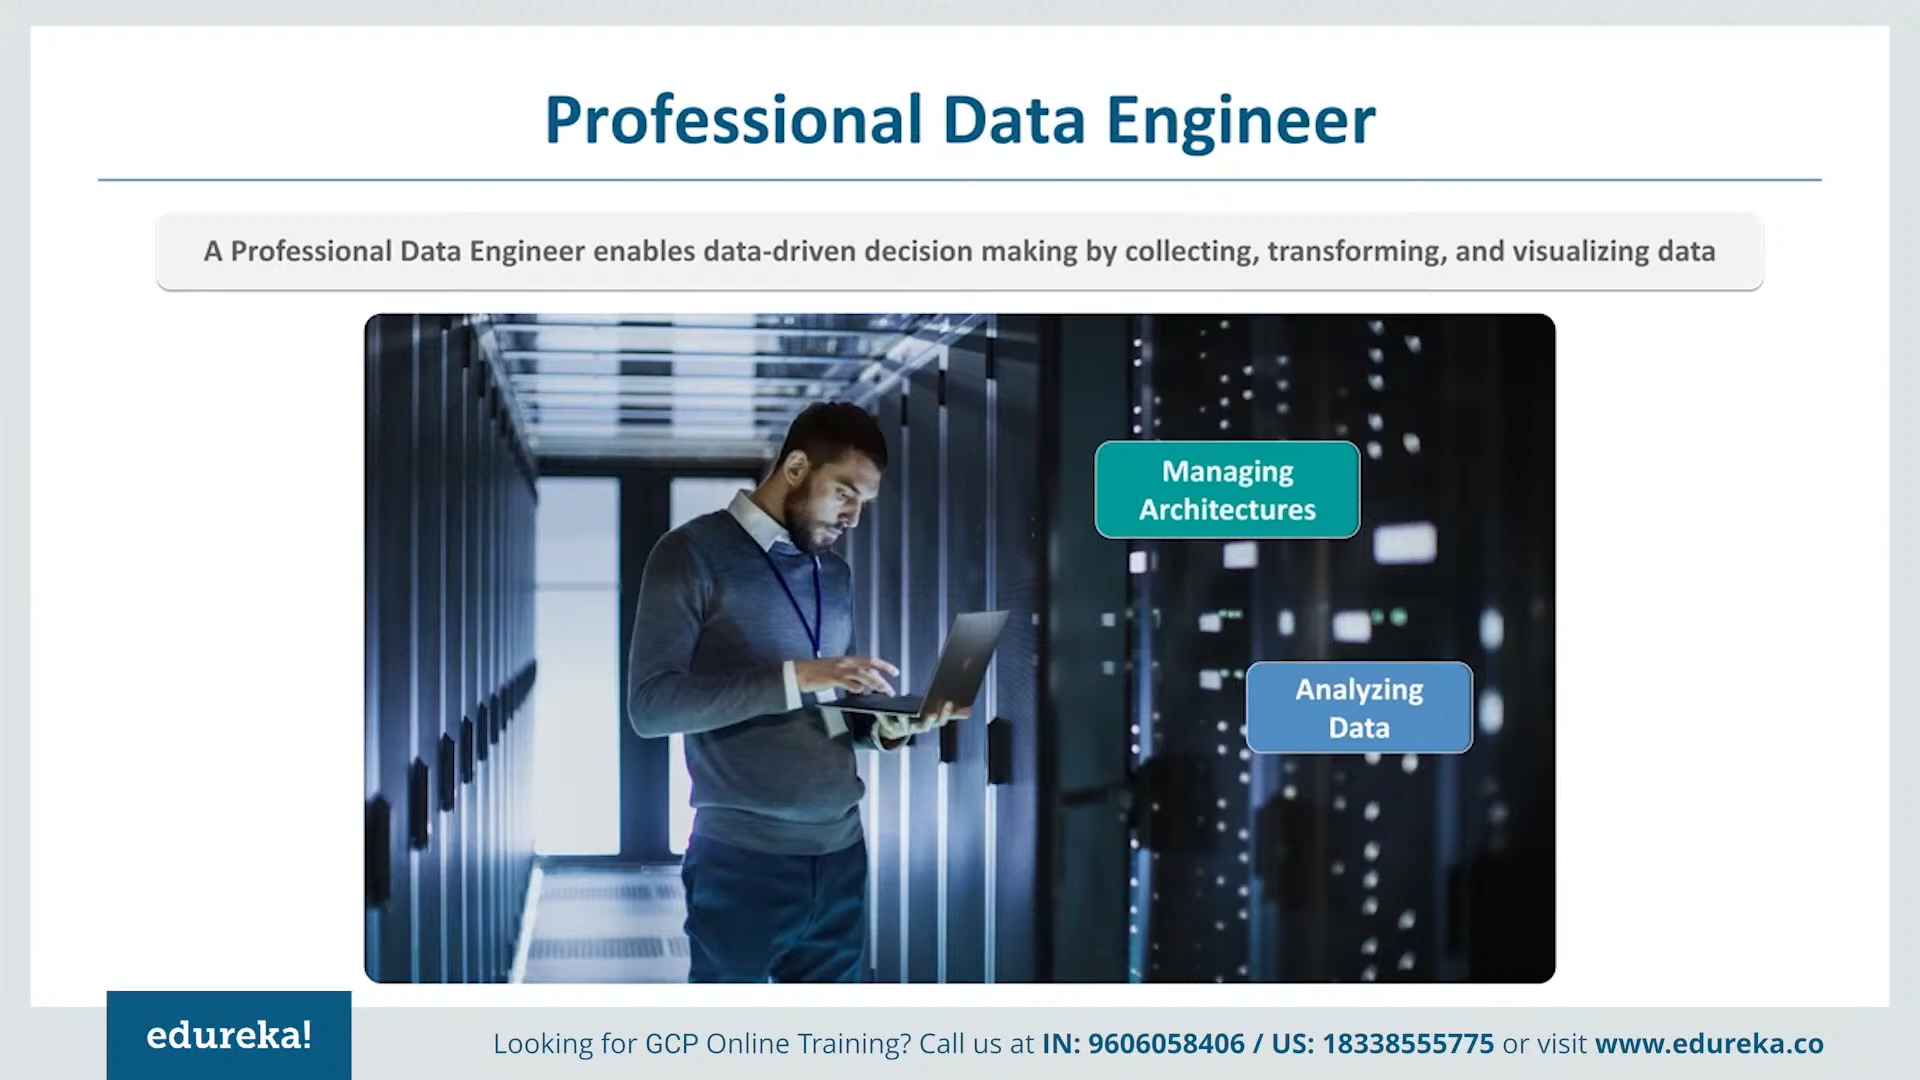 Professional Data Engineer
A Professional Data Engineer enables data-driven decision making by collecting, transforming, and visualizing data
Managing
Architectures
Analyzing
Data
edureka!
Looking for GCP Online Training? Call us at IN: 9606058406 / US: 18338555775 or visit www.edureka.co